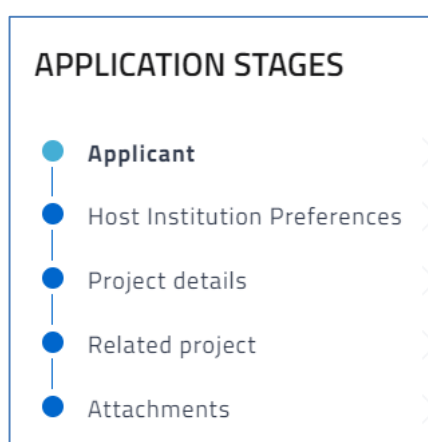 APPLICATION STAGES
Applicant
Host Institution Preferences
Project details
Related project
Attachments